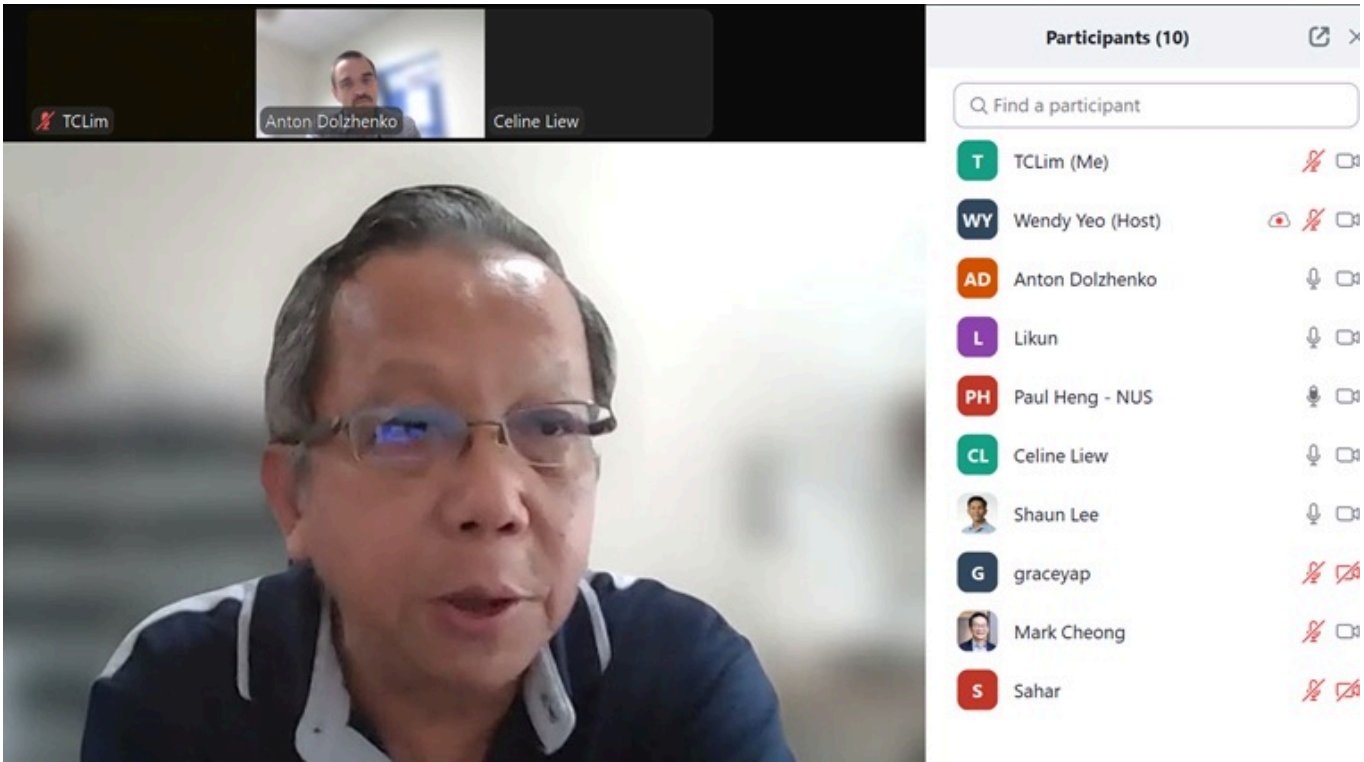 TCLim
Anton Dolzhenko
Celine Liew
Participants (10)
Find a participant
T TCLim (Me)
WY Wendy Yeo (Host)
AD Anton Dolzhenko
L Likun
PH Paul Heng - NUS
CL Celine Liew
Shaun Lee
G graceyap
Mark Cheong
S Sahar